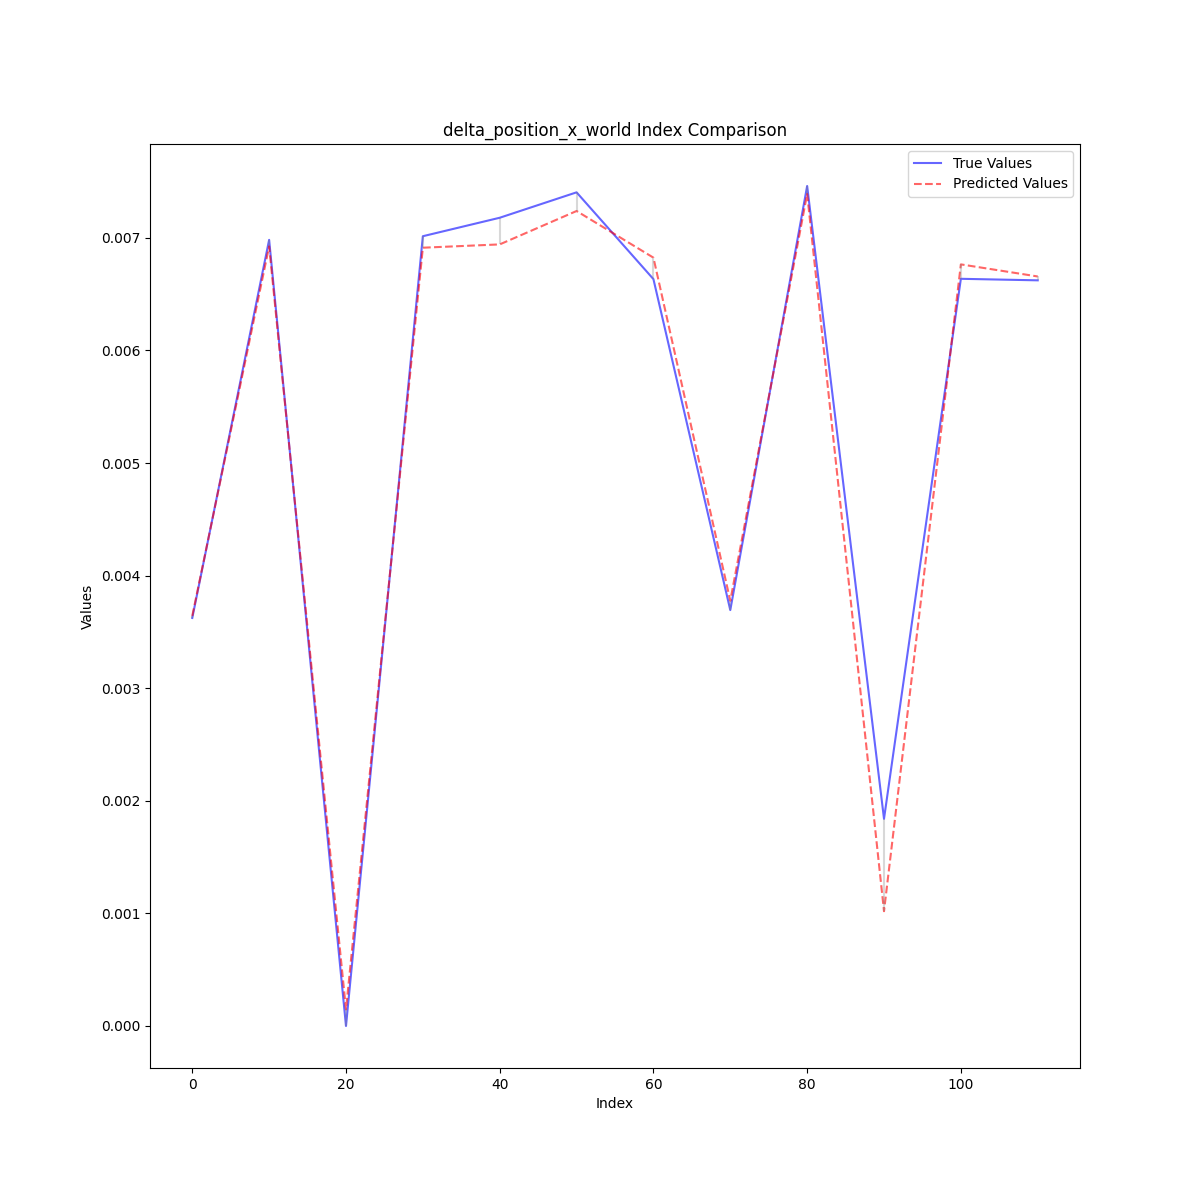 delta_position_x_world Index Comparison
True Values
Predicted Values
0.007
0.006
0.005
0.004
0.003
0.002
0.001
0.000
Values
0 20 40 60 80 100
Index